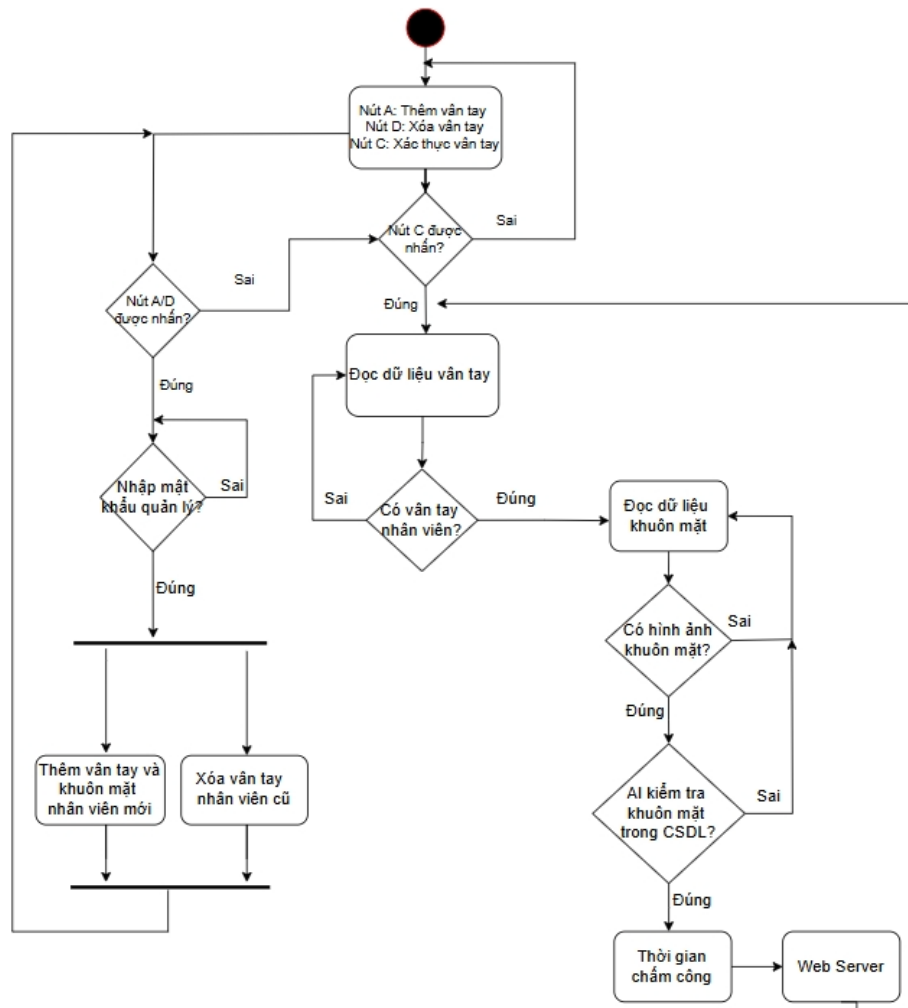 Nút A: Thêm vân tay
Nút D: Xóa vân tay
Nút C: Xác thực vân tay
Nút C được
nhấn?
Sai
Sai
Nút A/D
được nhấn?
Đúng
Đúng
Đọc dữ liệu vân tay
Nhập mật
khẩu quản lý?
Sai
Sai
Có vân tay
nhân viên?
Đúng
Đọc dữ liệu
khuôn mặt
Đúng
Có hình ảnh
khuôn mặt?
Sai
Đúng
Thêm vân tay và
khuôn mặt
nhân viên mới
Xóa vân tay
nhân viên cũ
AI kiểm tra
khuôn mặt
trong CSDL?
Sai
Đúng
Thời gian
chấm công
Web Server